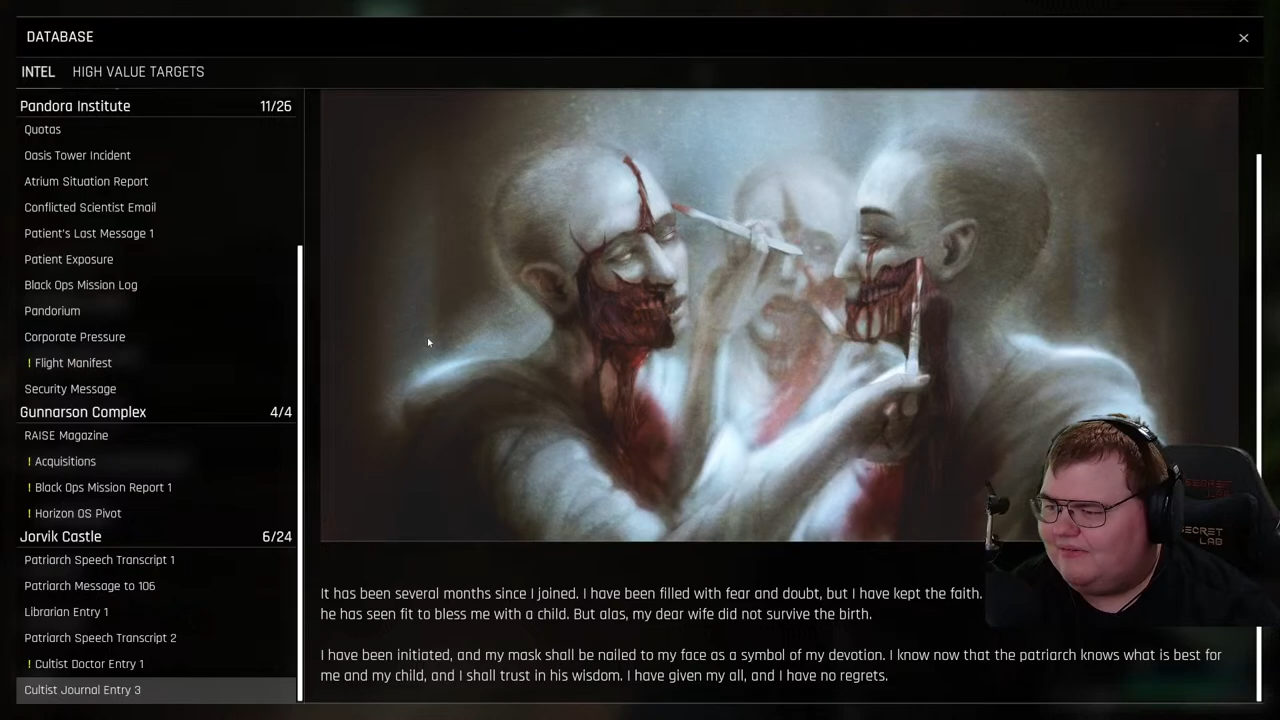 DATABASE
INTEL HIGH VALUE TARGETS
Pandora Institute 11/26
Quotas
Oasis Tower Incident
Atrium Situation Report
Conflicted Scientist Email
Patient's Last Message 1
Patient Exposure
Black Ops Mission Log
Pandorium
Corporate Pressure
! Flight Manifest
Security Message
Gunnarson Complex 4/4
RAISE Magazine
! Acquisitions
! Black Ops Mission Report 1
! Horizon OS Pivot
Jorvik Castle 6/24
Patriarch Speech Transcript 1
Patriarch Message to 106
Librarian Entry 1
Patriarch Speech Transcript 2
! Cultist Doctor Entry 1
Cultist Journal Entry 3
It has been several months since I joined. I have been filled with fear and doubt, but I have kept the faith.
he has seen fit to bless me with a child. But alas, my dear wife did not survive the birth.
I have been initiated, and my mask shall be nailed to my face as a symbol of my devotion. I know now that the patriarch knows what is best for
me and my child, and I shall trust in his wisdom. I have given my all, and I have no regrets.
SECRET
LAB